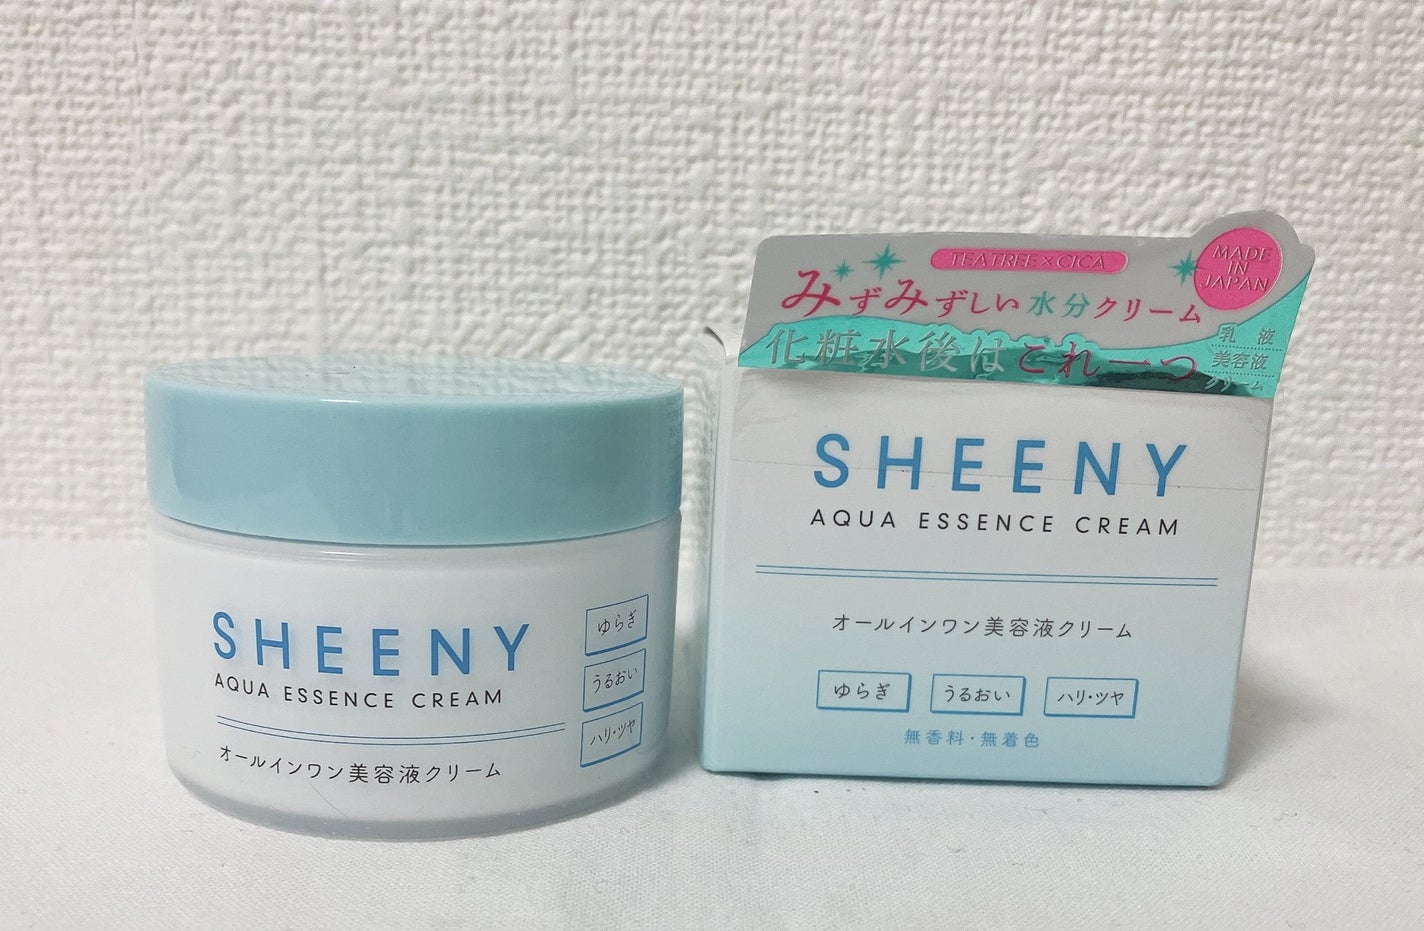 SHEENY
AQUA ESSENCE CREAM
オールインワン美容液クリーム
ゆらぎ
うるおい
ハリ・ツヤ
TEATREE×CICA
MADE
IN
JAPAN
みずみずしい水分クリーム
化粧水後はこれ一つ
乳液
美容液
クリーム
SHEENY
AQUA ESSENCE CREAM
オールインワン美容液クリーム
ゆらぎ
うるおい
ハリ・ツヤ
無香料・無着色